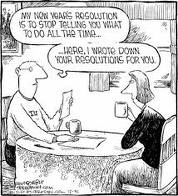 MY NEW YEARS RESOLUTION
IS TO STOP TELLING YOU WHAT
TO DO ALL THE TIME...
...HERE, I WROTE DOWN
YOUR RESOLUTIONS FOR YOU.